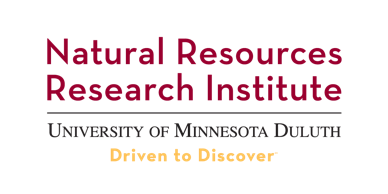 Natural Resources
Research Institute
University of Minnesota Duluth
Driven to Discover